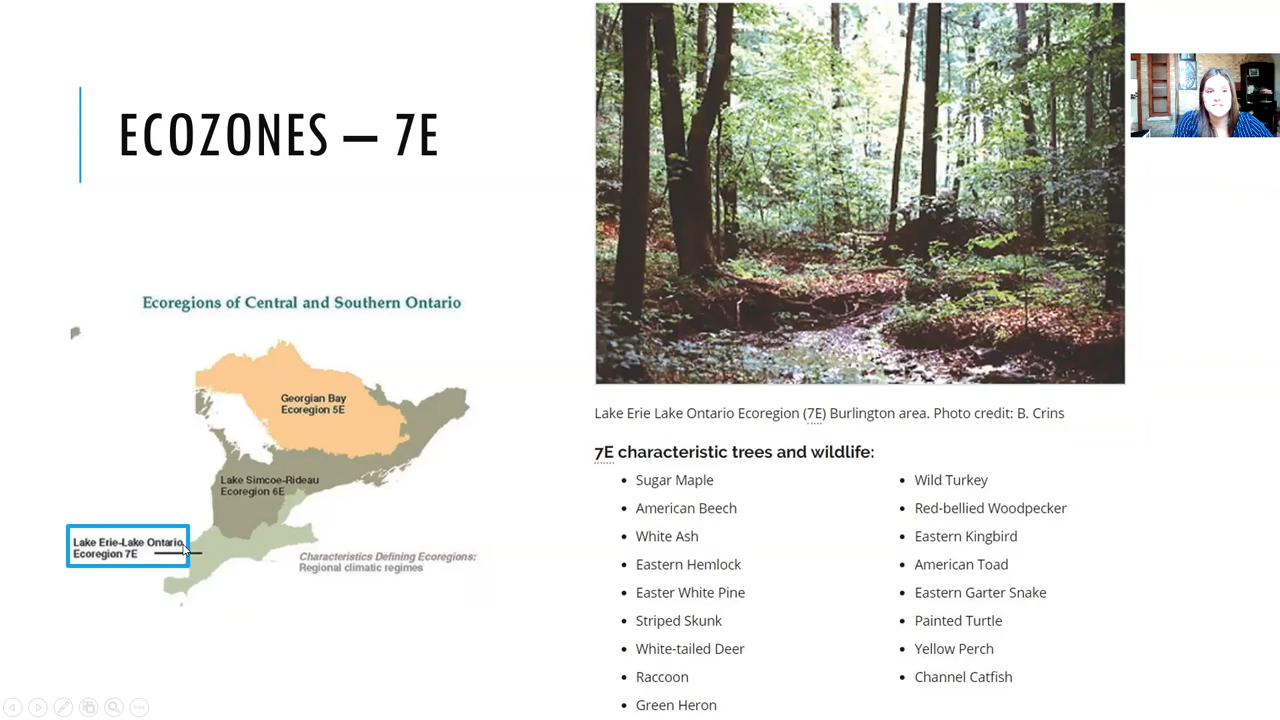 ECOZONES – 7E
Ecoregions of Central and Southern Ontario
Georgian Bay
Ecoregion 5E
Lake Simcoe-Rideau
Ecoregion 6E
Lake Erie-Lake Ontario
Ecoregion 7E
Characteristics Defining Ecoregions:
Regional climatic regimes
Lake Erie Lake Ontario Ecoregion (7E) Burlington area. Photo credit: B. Crins
7E characteristic trees and wildlife:
• Sugar Maple
• American Beech
• White Ash
• Eastern Hemlock
• Easter White Pine
• Striped Skunk
• White-tailed Deer
• Raccoon
• Green Heron
• Wild Turkey
• Red-bellied Woodpecker
• Eastern Kingbird
• American Toad
• Eastern Garter Snake
• Painted Turtle
• Yellow Perch
• Channel Catfish